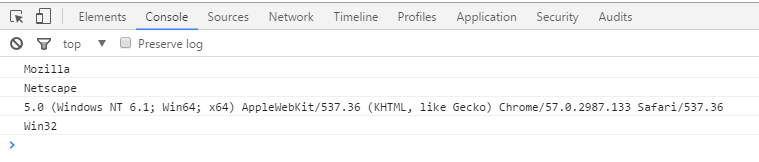 Elements Console Sources Network Timeline Profiles Application Security Audits
top Preserve log
Mozilla
Netscape
5.0 (Windows NT 6.1; Win64; x64) AppleWebKit/537.36 (KHTML, like Gecko) Chrome/57.0.2987.133 Safari/537.36
Win32